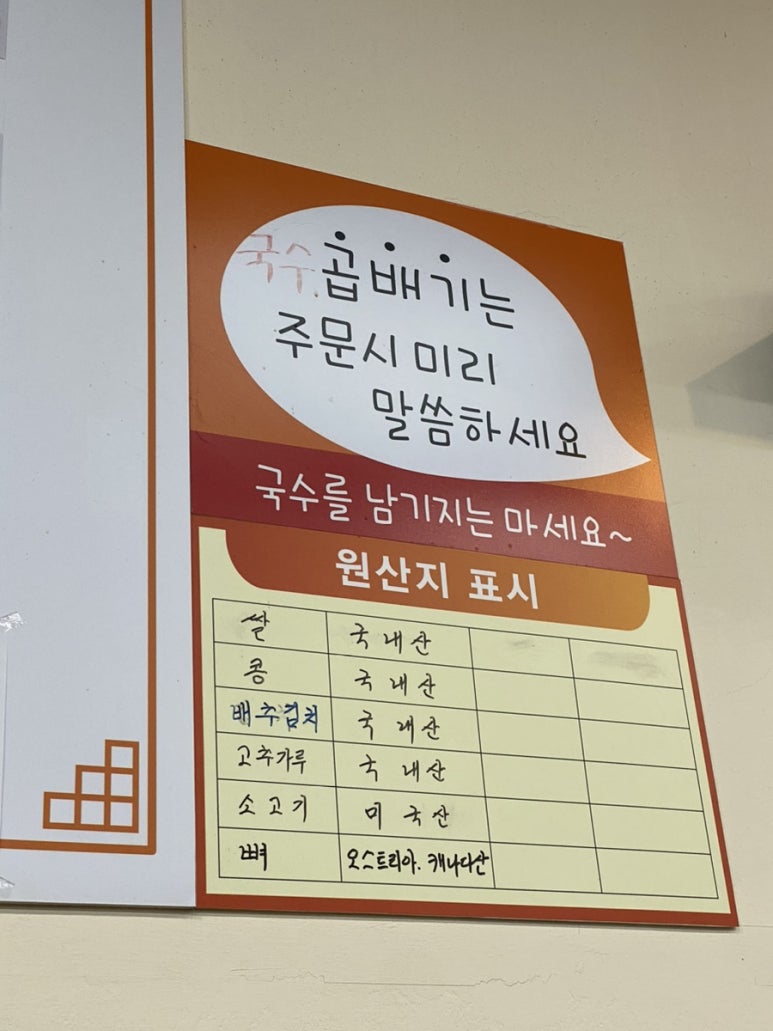 국수 곱배기는
주문시 미리
말씀하세요
국수를 남기지는 마세요~
원산지 표시
쌀 국내산
콩 국내산
배추김치 국내산
고추가루 국내산
소고기 미국산
뼈 오스트리아. 캐나다산